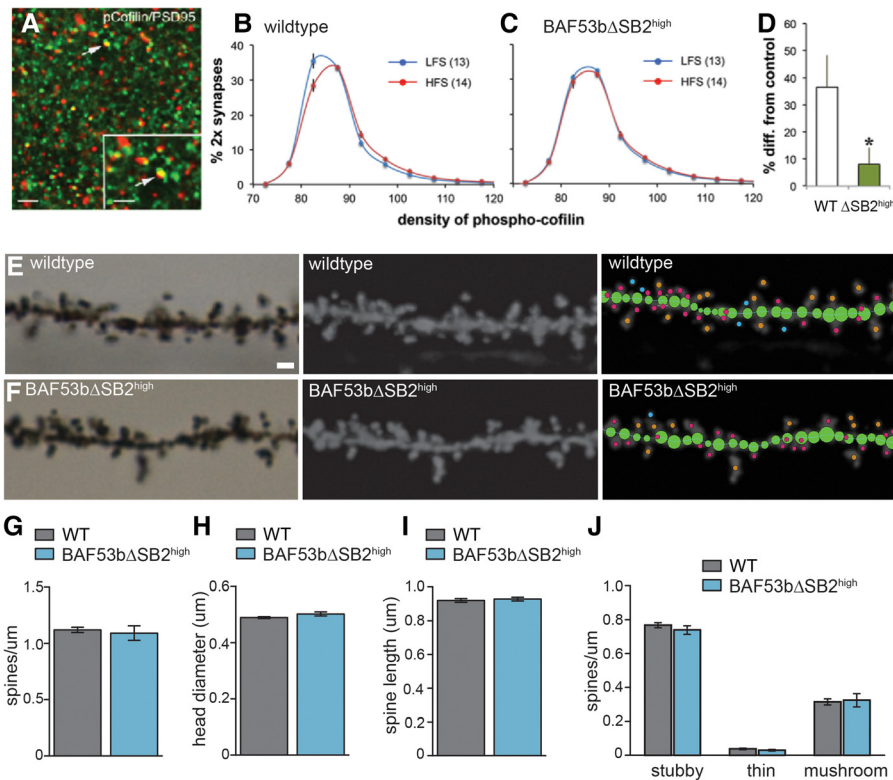 A
pCofilin/PSD95
B
wildtype
% 2x synapses
40
30
20
10
0
LFS (13)
HFS (14)
70
80
90
100
110
120
C
BAF53bΔSB2high
LFS (13)
HFS (14)
80
90
100
110
120
density of phospho-cofilin
D
% diff. from control
60
50
40
30
20
10
0
*
WT
ΔSB2high
E
wildtype
wildtype
wildtype
F
BAF53bΔSB2high
BAF53bΔSB2high
BAF53bΔSB2high
G
WT
BAF53bΔSB2high
spines/um
1.5
1.0
0.5
0
H
WT
BAF53bΔSB2high
head diameter (um)
0.6
0.4
0.2
0
I
WT
BAF53bΔSB2high
spine length (um)
1.0
0.8
0.6
0.4
0.2
0
J
WT
BAF53bΔSB2high
spines/um
1.0
0.8
0.6
0.4
0.2
0
stubby
thin
mushroom